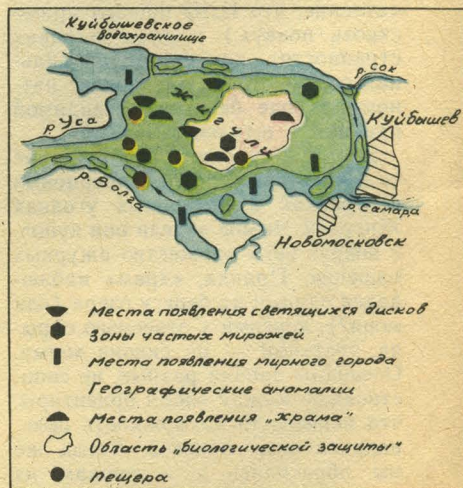 Куйбышевское
водохранилище
р. Сок
Жигули
Куйбышев
р. Уса
р. Волга
р. Самара
Новомосковск
Места появления светящихся дисков
Зоны частых миражей
Места появления мирного города
Географические аномалии
Места появления „храма"
Область „биологической защиты"
Пещера